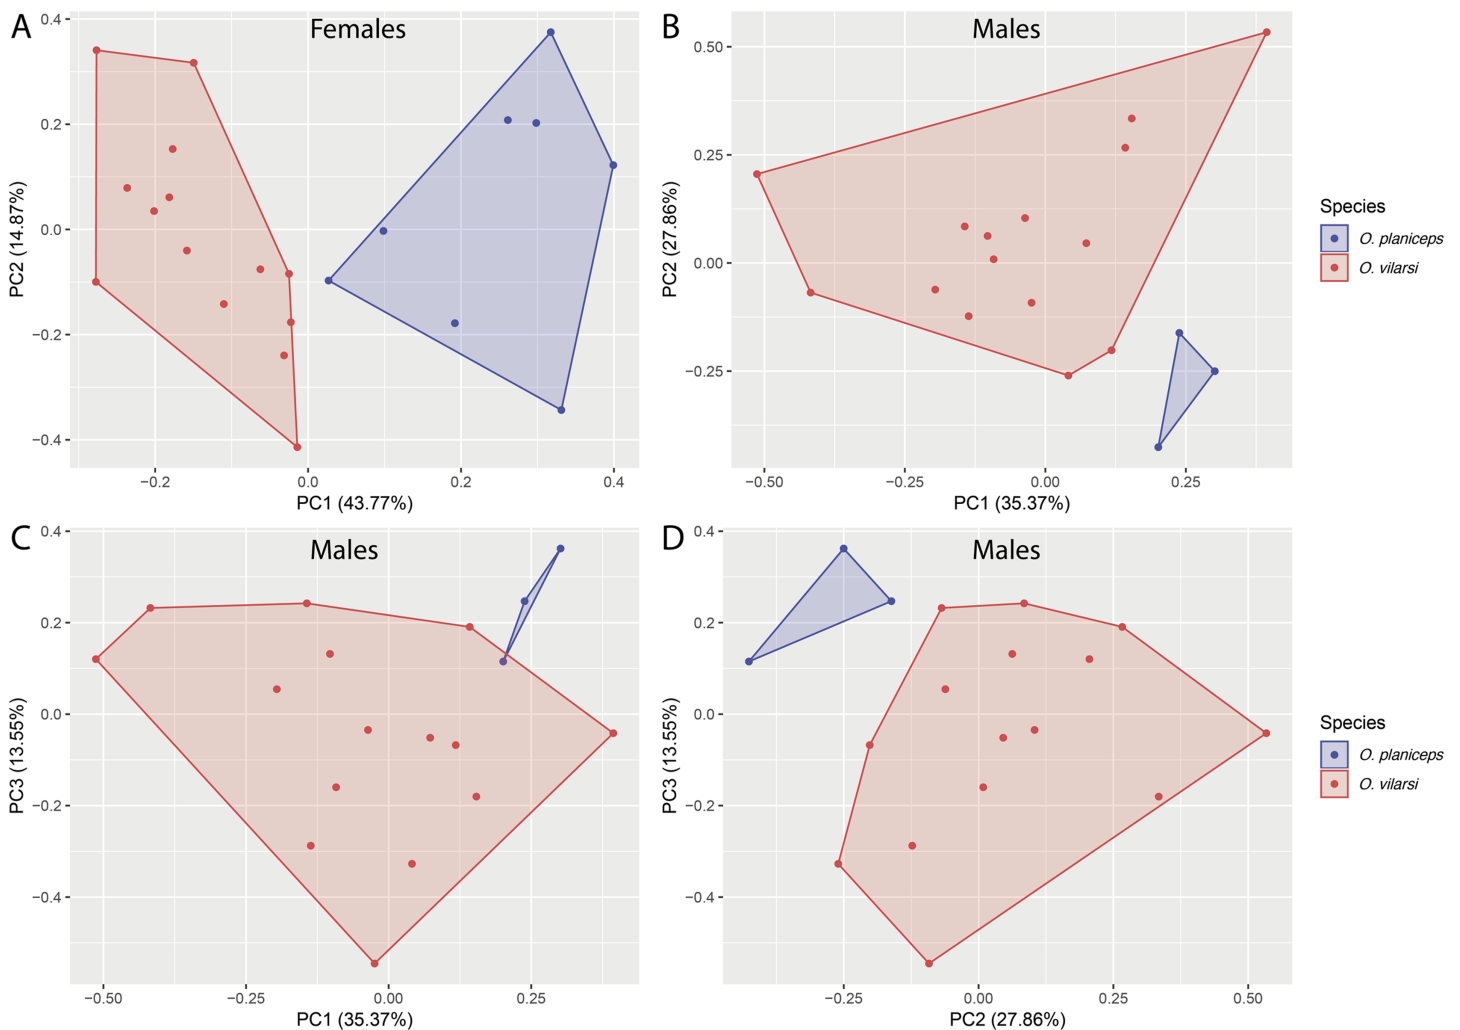 A
Females
0.4
0.2
0.0
−0.2
−0.4
PC2 (14.87%)
−0.2
0.0
0.2
0.4
PC1 (43.77%)
B
Males
0.50
0.25
0.00
−0.25
PC2 (27.86%)
−0.50
−0.25
0.00
0.25
PC1 (35.37%)
Species
O. planiceps
O. vilarsi
C
Males
0.4
0.2
0.0
−0.2
−0.4
PC3 (13.55%)
−0.50
−0.25
0.00
0.25
PC1 (35.37%)
D
Males
0.4
0.2
0.0
−0.2
−0.4
PC3 (13.55%)
−0.25
0.00
0.25
0.50
PC2 (27.86%)
Species
O. planiceps
O. vilarsi